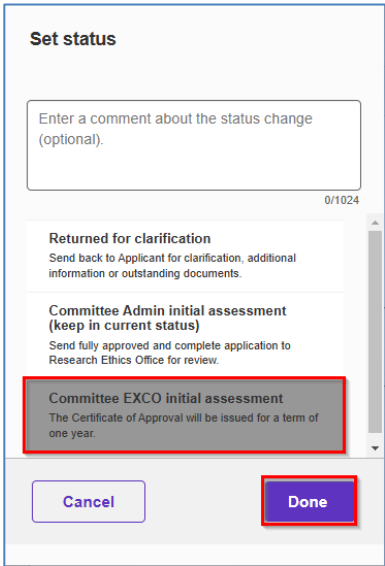 Set status
Enter a comment about the status change
(optional).
0/1024
Returned for clarification
Send back to Applicant for clarification, additional
information or outstanding documents.
Committee Admin initial assessment
(keep in current status)
Send fully approved and complete application to
Research Ethics Office for review.
Committee EXCO initial assessment
The Certificate of Approval will be issued for a term of
one year.
Cancel
Done